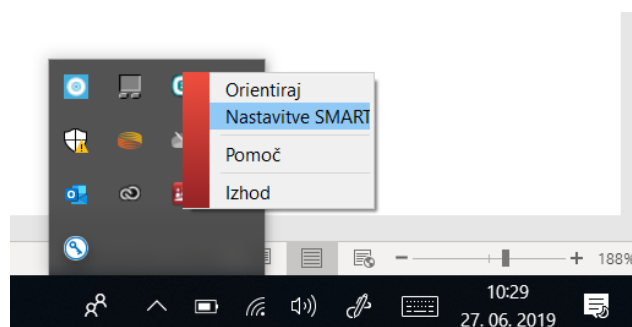 Orientiraj
Nastavitve SMART
Pomoč
Izhod
188%
10:29
27. 06. 2019